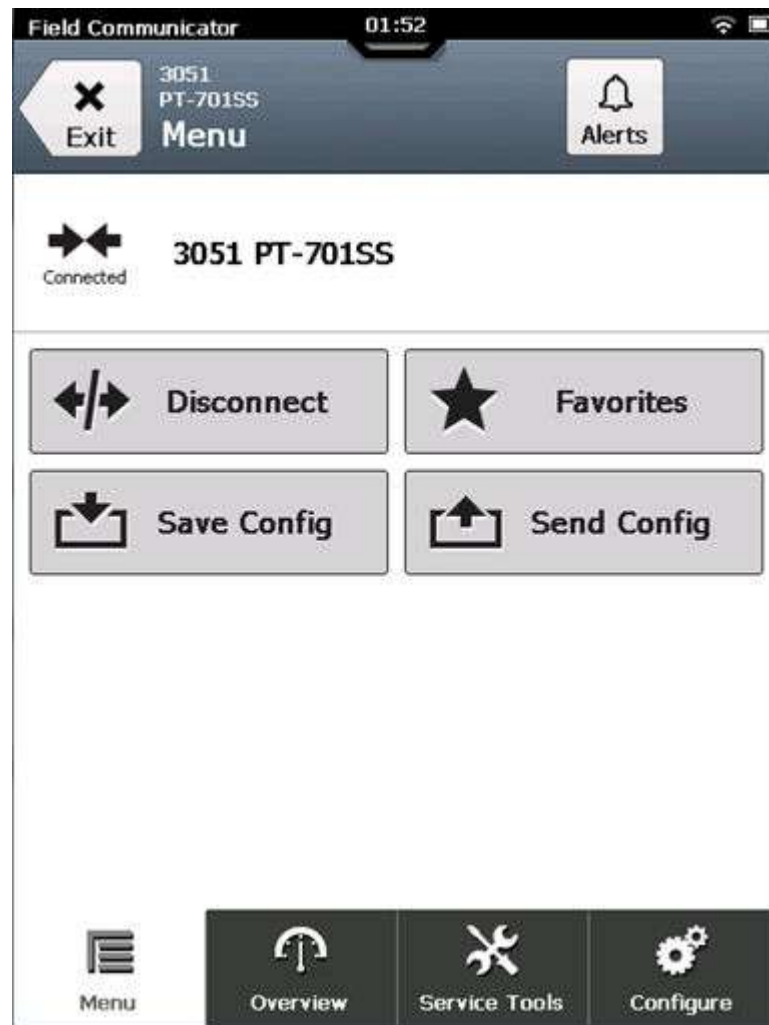 Field Communicator 01:52
3051
PT-701SS
Menu
Exit
Alerts
Connected
3051 PT-701SS
Disconnect
Favorites
Save Config
Send Config
Menu
Overview
Service Tools
Configure